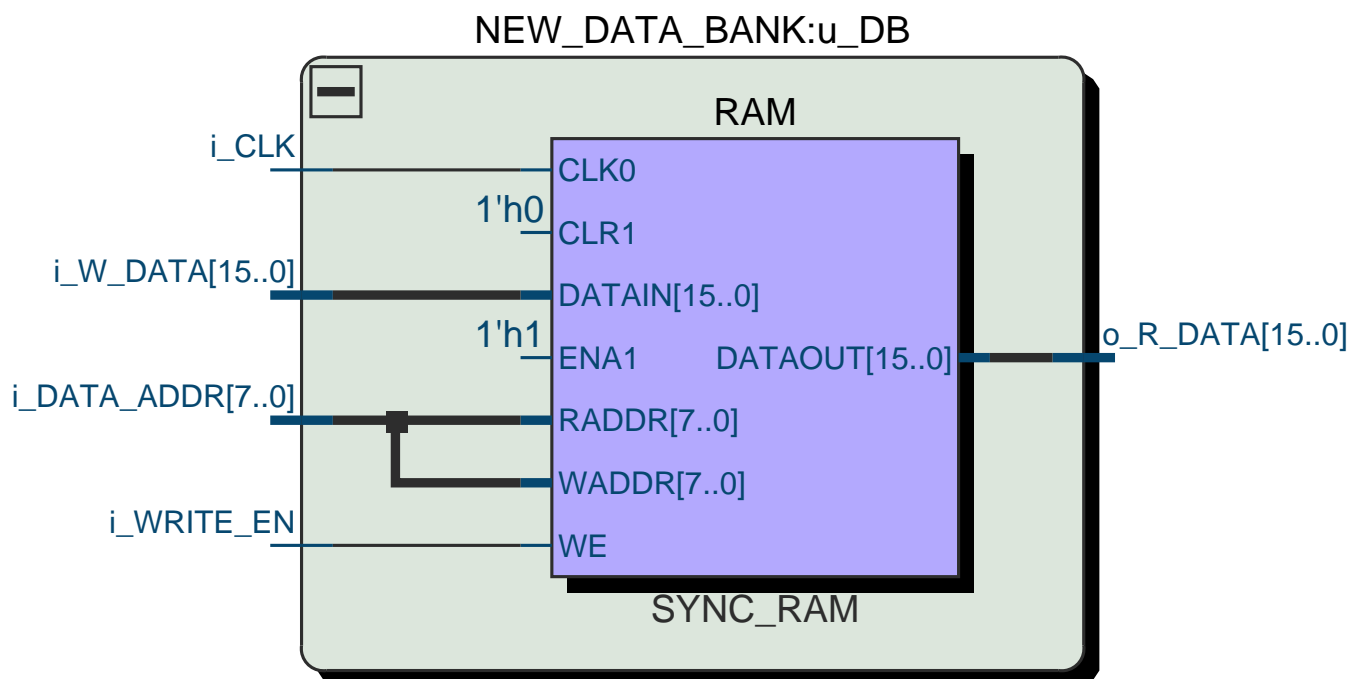 NEW_DATA_BANK:u_DB
RAM
i_CLK
CLK0
1'h0
CLR1
i_W_DATA[15..0]
DATAIN[15..0]
1'h1
ENA1
DATAOUT[15..0]
o_R_DATA[15..0]
i_DATA_ADDR[7..0]
RADDR[7..0]
WADDR[7..0]
i_WRITE_EN
WE
SYNC_RAM